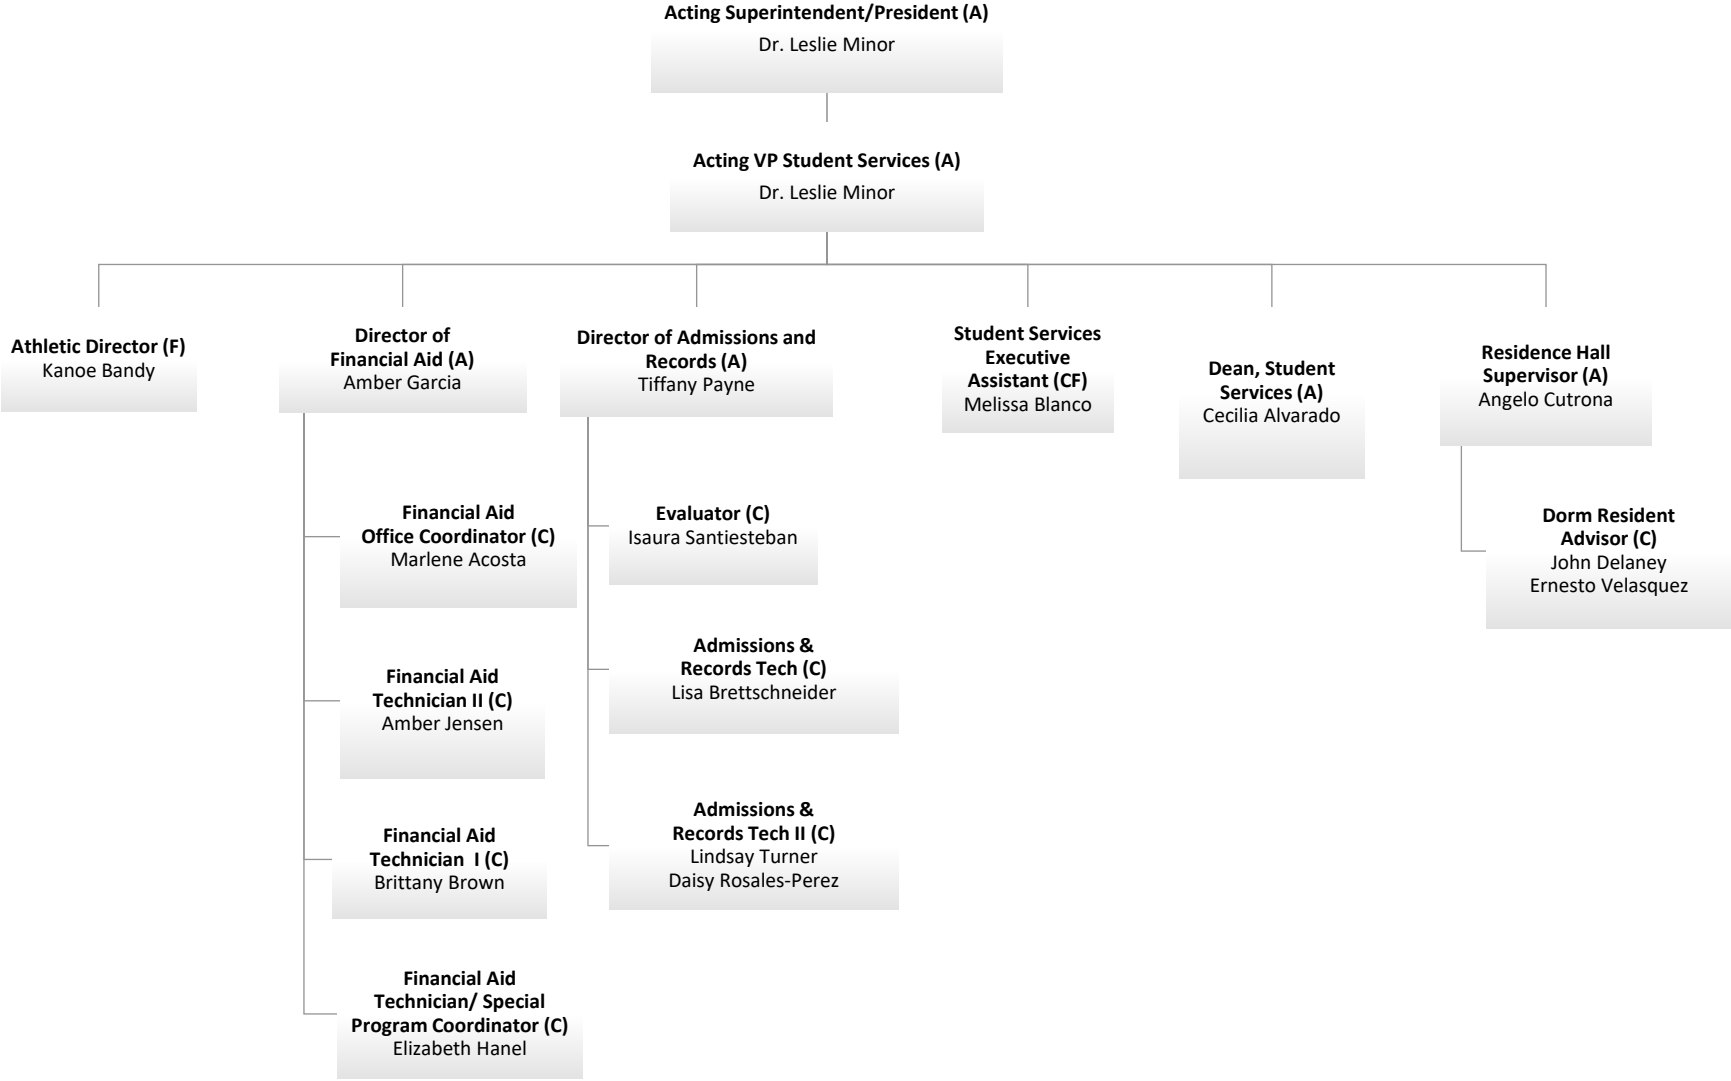 Acting Superintendent/President (A)
Dr. Leslie Minor
Acting VP Student Services (A)
Dr. Leslie Minor
Athletic Director (F)
Kanoe Bandy
Director of
Financial Aid (A)
Amber Garcia
Director of Admissions and
Records (A)
Tiffany Payne
Student Services
Executive
Assistant (CF)
Melissa Blanco
Dean, Student
Services (A)
Cecilia Alvarado
Residence Hall
Supervisor (A)
Angelo Cutrona
Financial Aid
Office Coordinator (C)
Marlene Acosta
Financial Aid
Technician II (C)
Amber Jensen
Financial Aid
Technician  I (C)
Brittany Brown
Financial Aid
Technician/ Special
Program Coordinator (C)
Elizabeth Hanel
Evaluator (C)
Isaura Santiesteban
Admissions &
Records Tech (C)
Lisa Brettschneider
Admissions &
Records Tech II (C)
Lindsay Turner
Daisy Rosales-Perez
Dorm Resident
Advisor (C)
John Delaney
Ernesto Velasquez